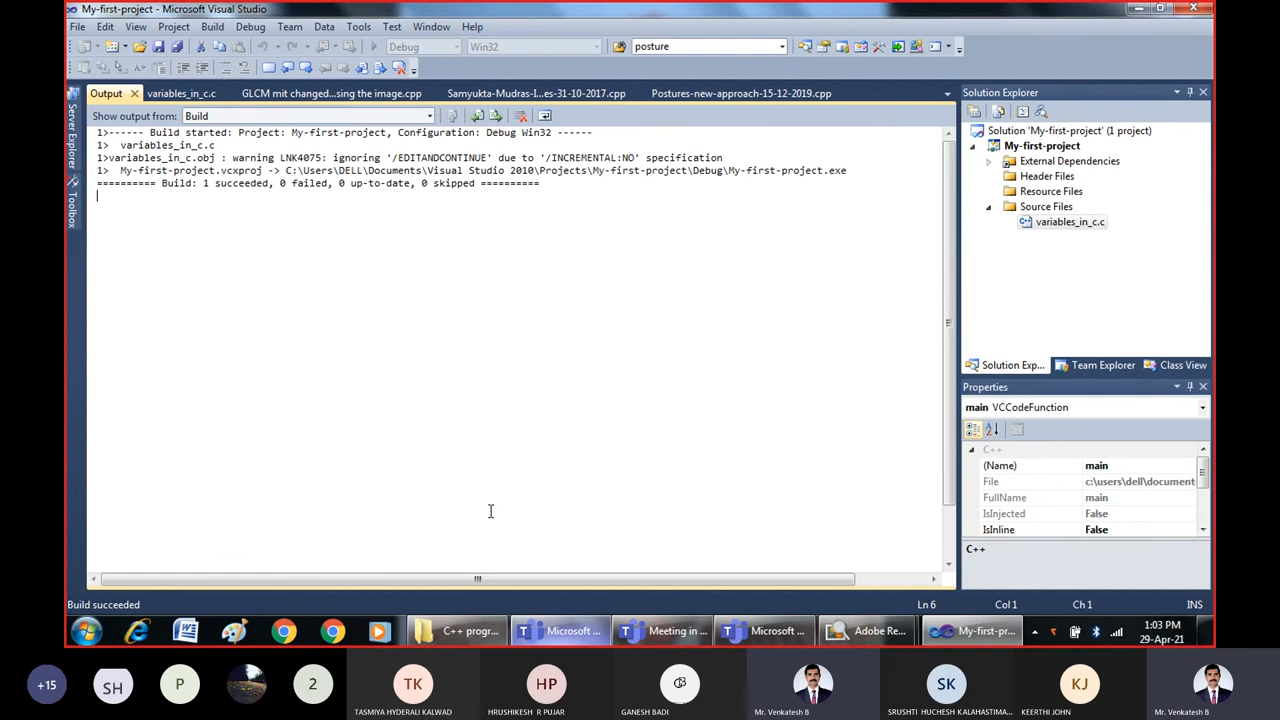 My-first-project - Microsoft Visual Studio
File Edit View Project Build Debug Team Data Tools Test Window Help
Debug Win32 posture
Output variables_in_c.c GLCM mit changed...sing the image.cpp Samyukta-Mudras-I...es-31-10-2017.cpp Postures-new-approach-15-12-2019.cpp
Show output from: Build
1>------ Build started: Project: My-first-project, Configuration: Debug Win32 ------
1> variables_in_c.c
1>variables_in_c.obj : warning LNK4075: ignoring '/EDITANDCONTINUE' due to '/INCREMENTAL:NO' specification
1> My-first-project.vcxproj -> C:\Users\DELL\Documents\Visual Studio 2010\Projects\My-first-project\Debug\My-first-project.exe
========== Build: 1 succeeded, 0 failed, 0 up-to-date, 0 skipped ==========
Server Explorer
Toolbox
Solution Explorer
Solution 'My-first-project' (1 project)
My-first-project
External Dependencies
Header Files
Resource Files
Source Files
variables_in_c.c
Solution Exp... Team Explorer Class View
Properties
main VCCodeFunction
C++
(Name) main
File c:\users\dell\document
FullName main
IsInjected False
IsInline False
C++
Build succeeded Ln 6 Col 1 Ch 1 INS
C++ progr... Microsoft ... Meeting in ... Microsoft ... Adobe Re... My-first-pr...
1:03 PM
29-Apr-21
+15 SH P 2 TK HP GB SK KJ
TASMIYA HYDERALI KALWAD HRUSHIKESH R PUJAR GANESH BADI Mr. Venkatesh B SRUSHTI HUCHESH KALAHASTIMA... KEERTHI JOHN Mr. Venkatesh B